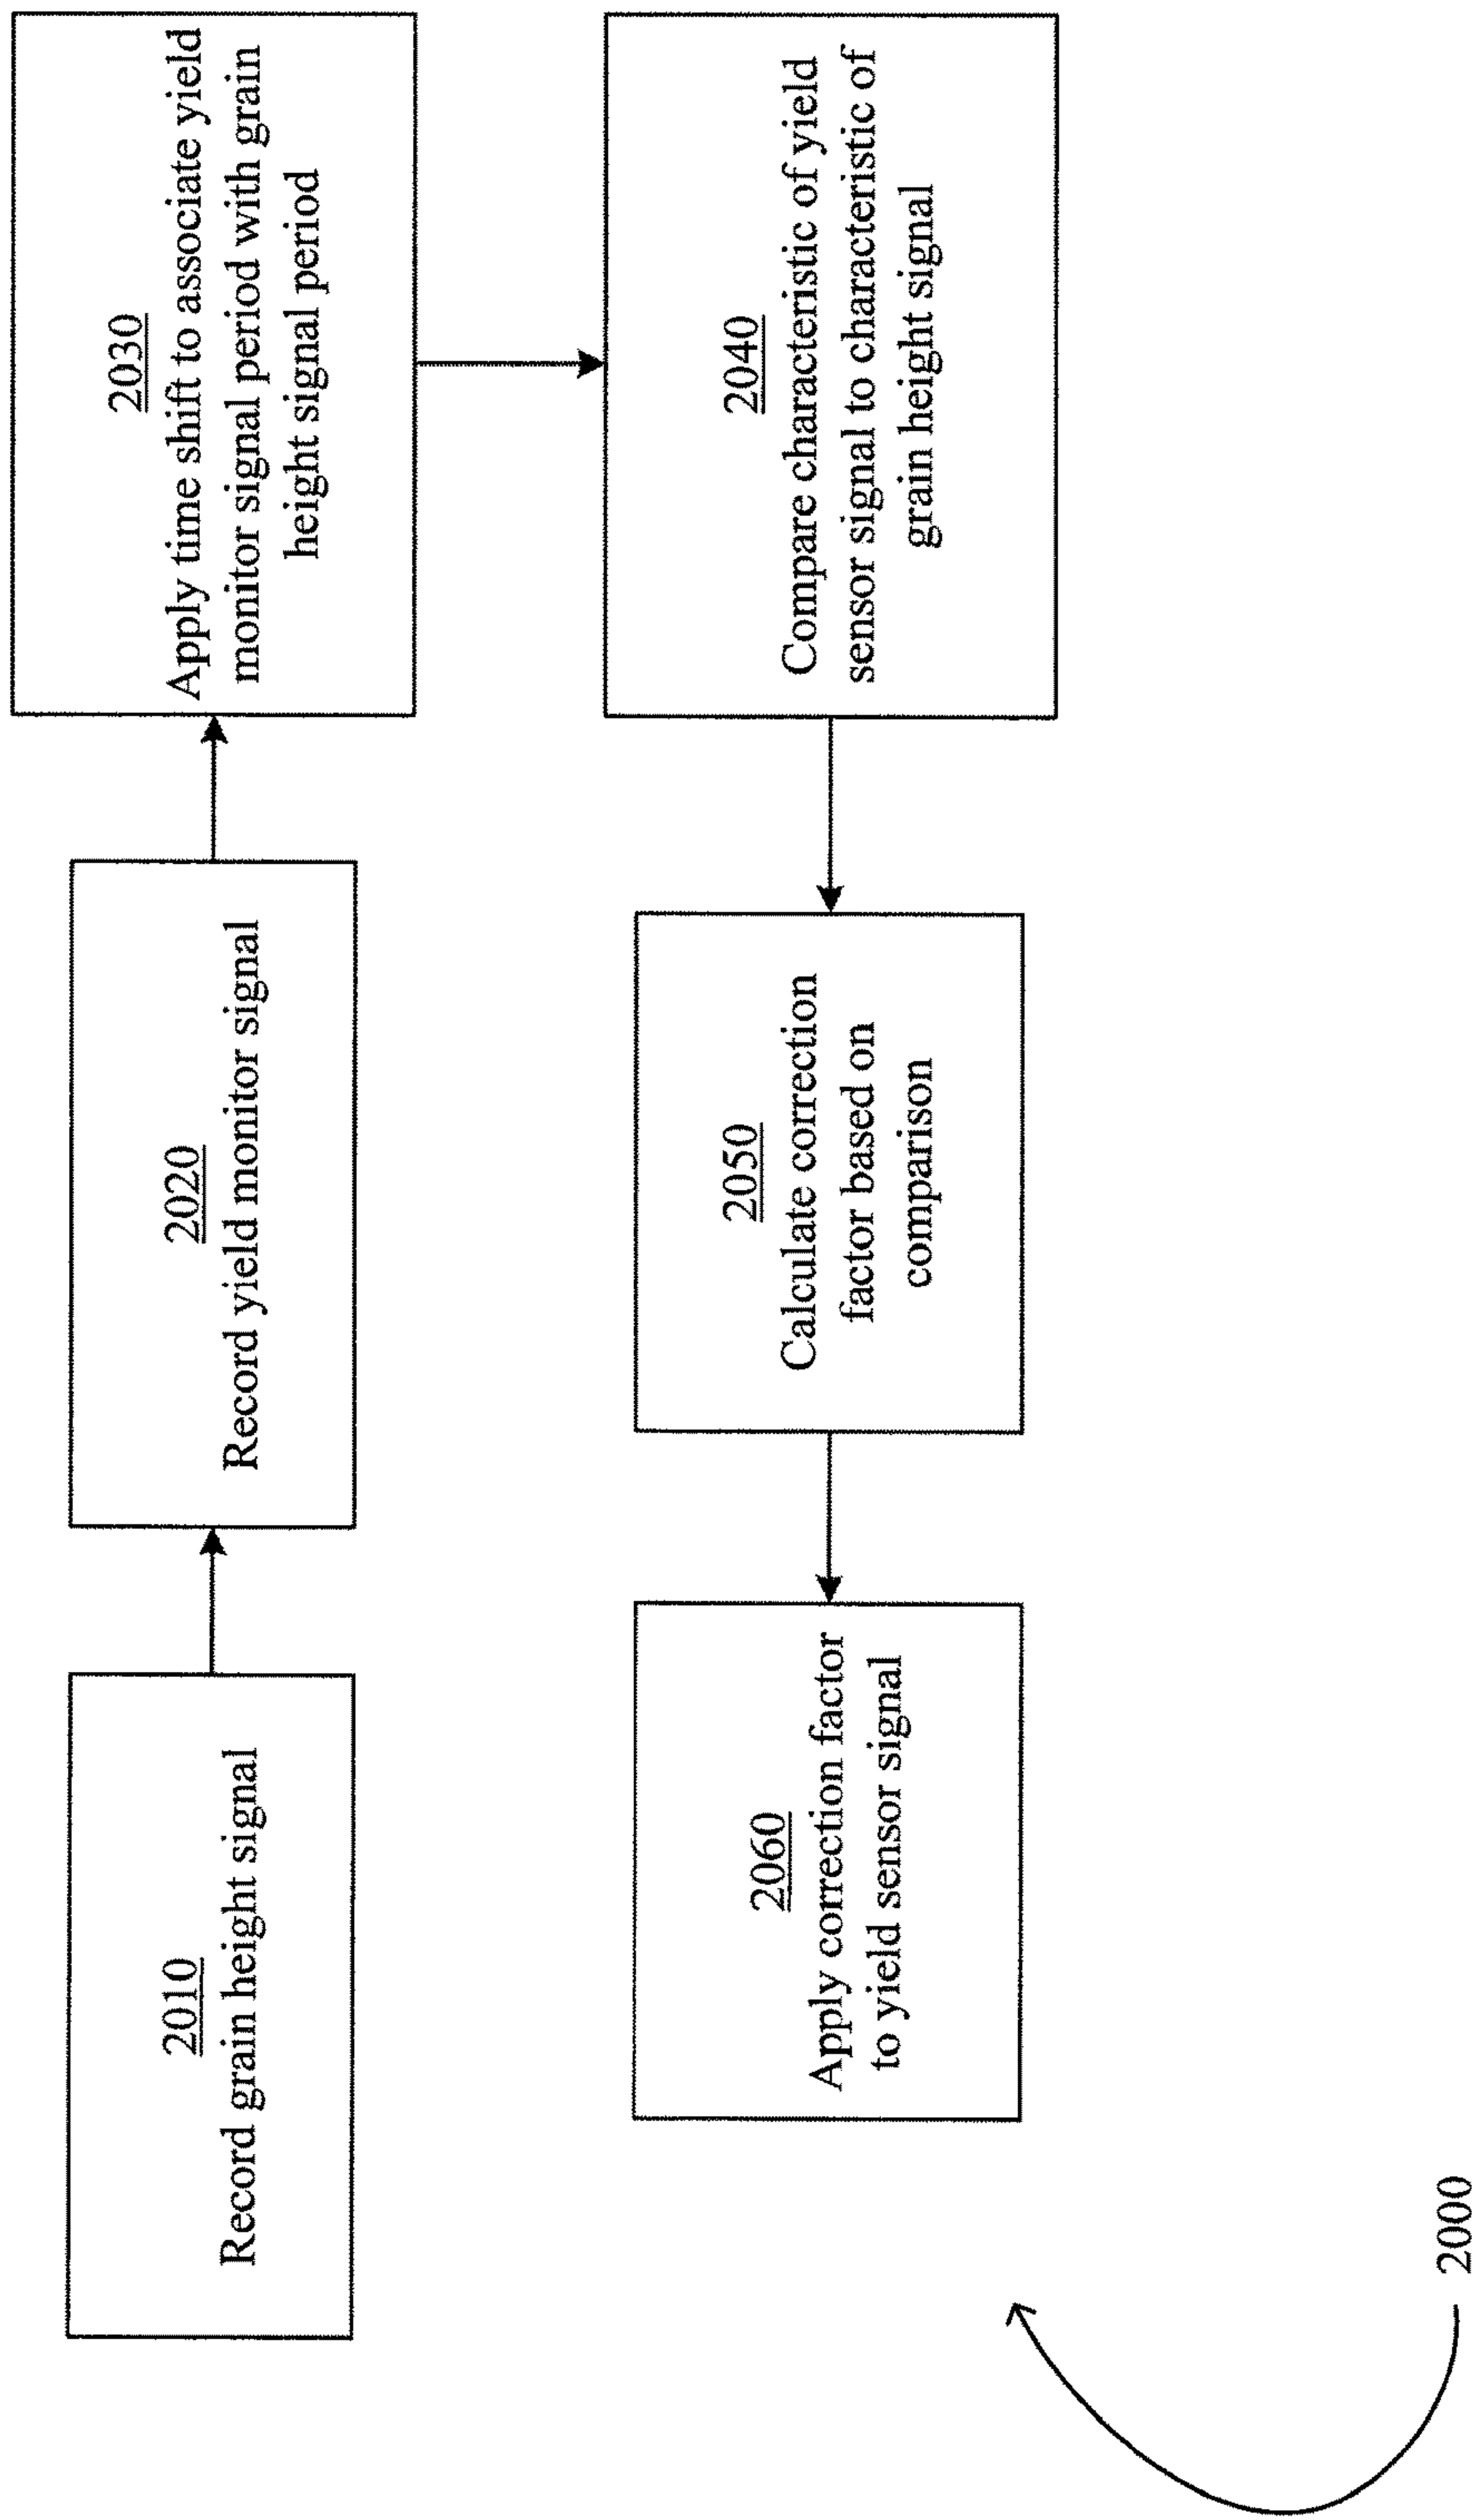 2010
Record grain height signal
2020
Record yield monitor signal
2030
Apply time shift to associate yield
monitor signal period with grain
height signal period
2040
Compare characteristic of yield
sensor signal to characteristic of
grain height signal
2050
Calculate correction
factor based on
comparison
2060
Apply correction factor
to yield sensor signal
2000